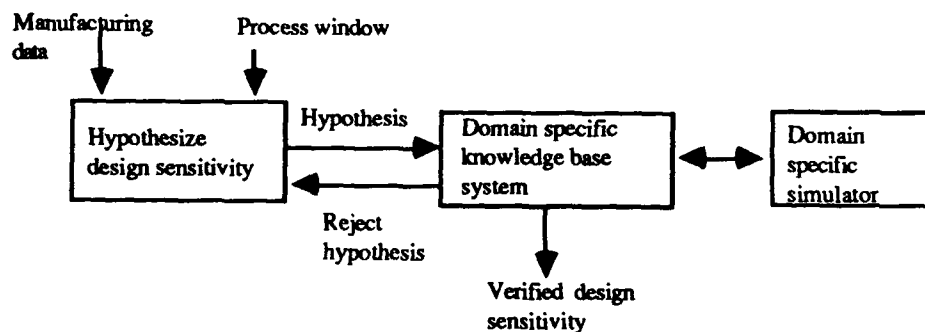 Manufacturing
data
Process window
Hypothesize
design sensitivity
Hypothesis
Reject
hypothesis
Domain specific
knowledge base
system
Domain
specific
simulator
Verified design
sensitivity